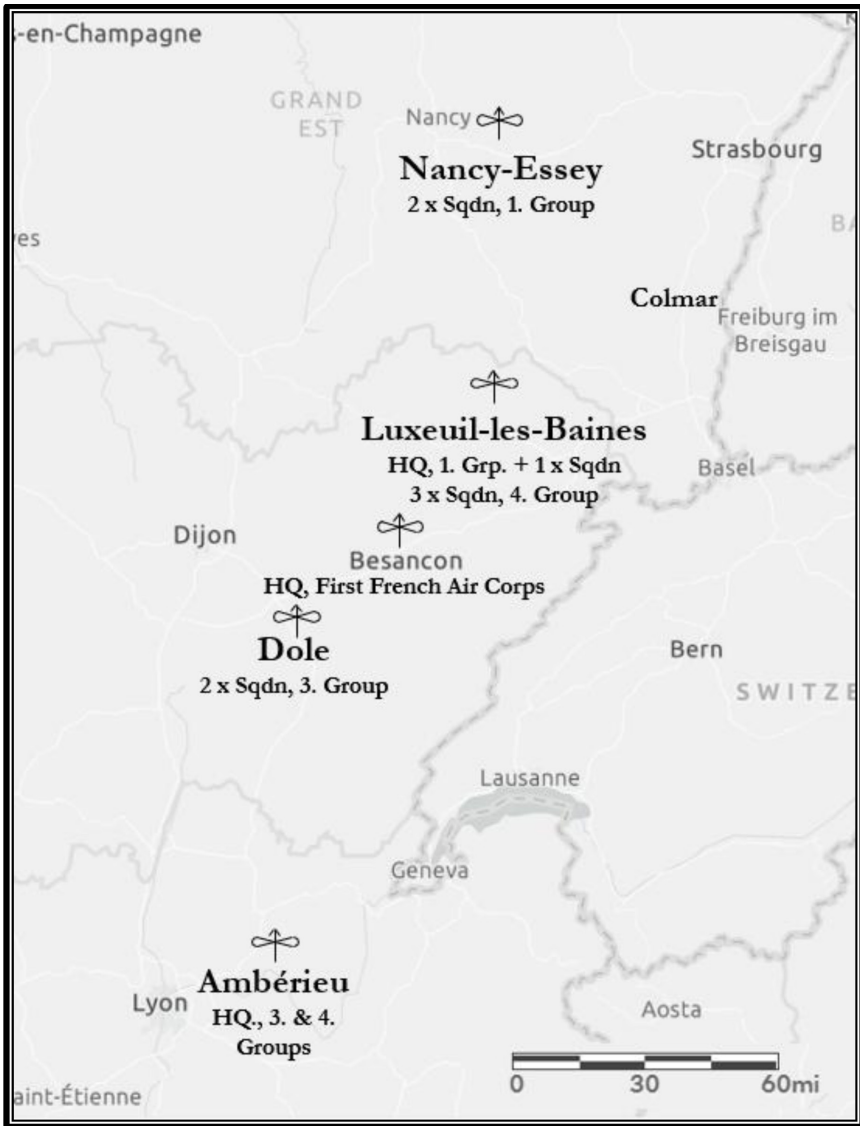 s-en-Champagne
GRAND
EST
Nancy
Nancy-Essey
2 x Sqdn, 1. Group
Strasbourg
yes
BA
Colmar
Freiburg im
Breisgau
Luxeuil-les-Baines
HQ, 1. Grp. + 1 x Sqdn
3 x Sqdn, 4. Group
Basel
Dijon
Besancon
HQ, First French Air Corps
Dole
2 x Sqdn, 3. Group
Bern
SWITZE
Lausanne
Geneva
Ambérieu
HQ., 3. & 4.
Groups
Lyon
Aosta
0 30 60mi
aint-Étienne